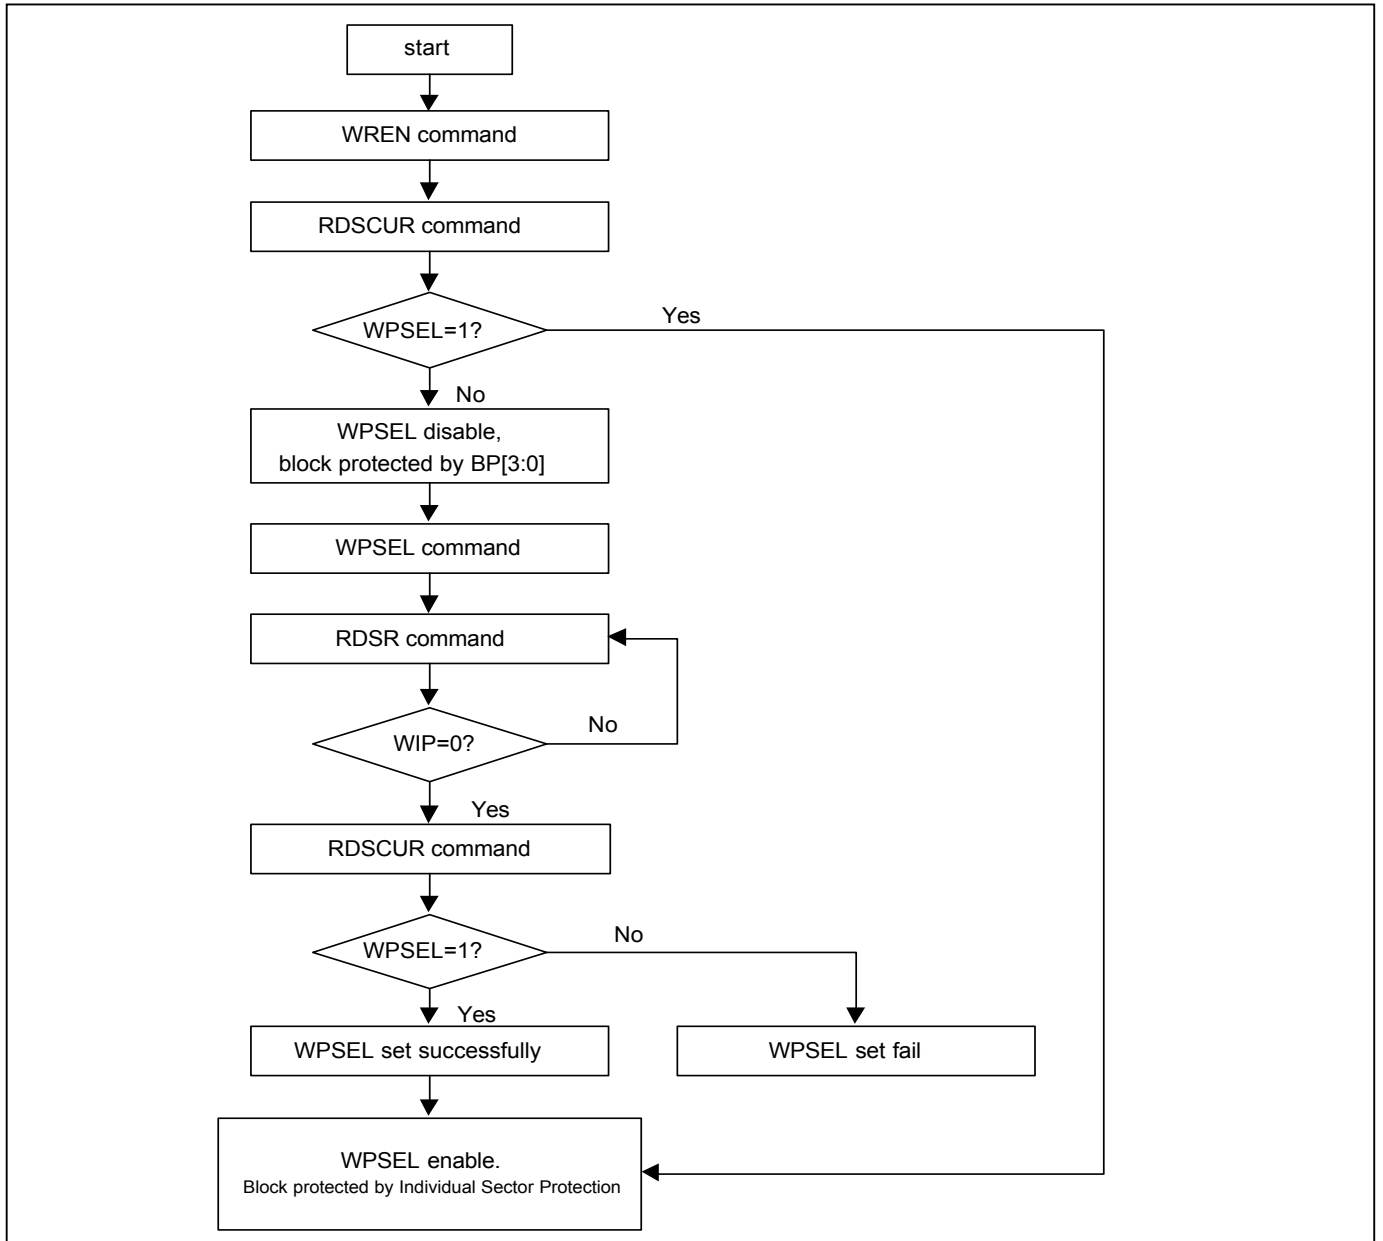 start
WREN command
RDSCUR command
WPSEL=1?
Yes
No
WPSEL disable,
block protected by BP[3:0]
WPSEL command
RDSR command
WIP=0?
No
Yes
RDSCUR command
WPSEL=1?
No
Yes
WPSEL set successfully
WPSEL set fail
WPSEL enable.
Block protected by Individual Sector Protection